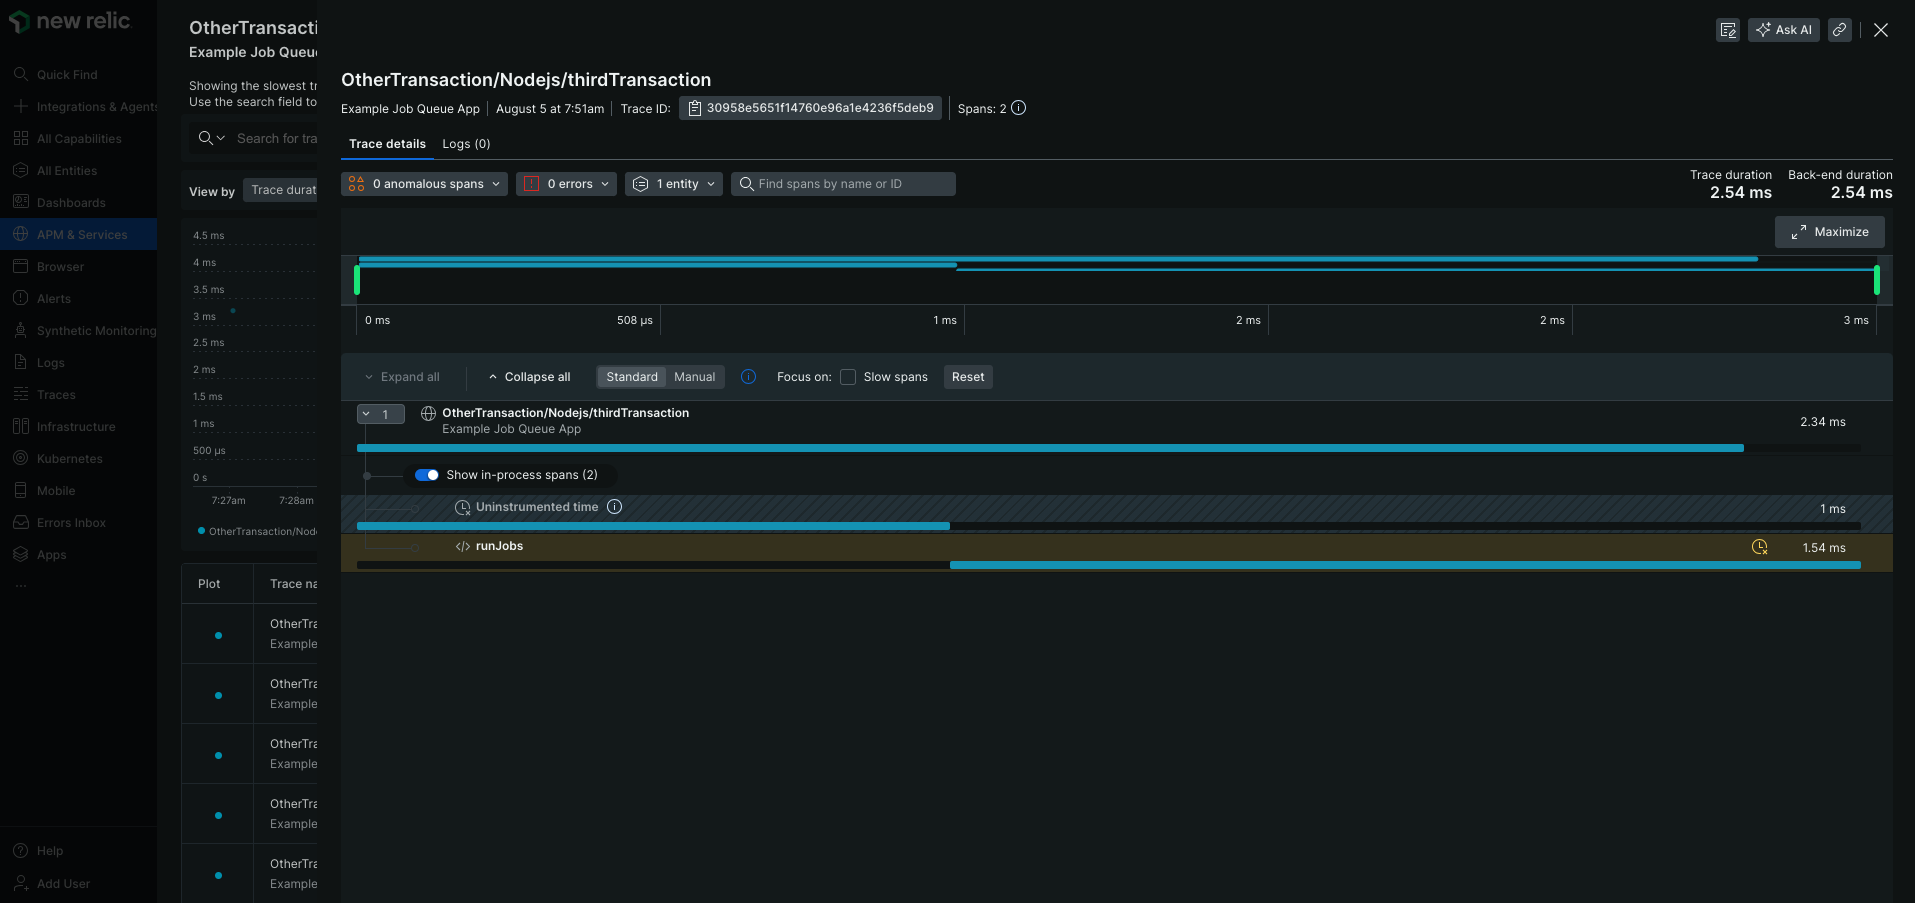 new relic
Quick Find
Integrations & Agents
All Capabilities
All Entities
Dashboards
APM & Services
Browser
Alerts
Synthetic Monitoring
Logs
Traces
Infrastructure
Kubernetes
Mobile
Errors Inbox
Apps
...
Help
Add User
OtherTransacti
Example Job Queue
Showing the slowest tr
Use the search field to
Search for tra
View by
Trace durat
4.5 ms
4 ms
3.5 ms
3 ms
2.5 ms
2 ms
1.5 ms
1 ms
500 µs
0 s
7:27am 7:28am
OtherTransaction/Node
Plot Trace na
OtherTra
Example
OtherTra
Example
OtherTra
Example
OtherTra
Example
OtherTra
Example
Ask AI
OtherTransaction/Nodejs/thirdTransaction
Example Job Queue App August 5 at 7:51am Trace ID: 30958e5651f14760e96a1e4236f5deb9 Spans: 2
Trace details Logs (0)
0 anomalous spans 0 errors 1 entity Find spans by name or ID
Trace duration Back-end duration
2.54 ms 2.54 ms
Maximize
0 ms 508 µs 1 ms 2 ms 2 ms 3 ms
Expand all Collapse all Standard Manual Focus on: Slow spans Reset
1 OtherTransaction/Nodejs/thirdTransaction
Example Job Queue App
2.34 ms
Show in-process spans (2)
Uninstrumented time 1 ms
runJobs 1.54 ms